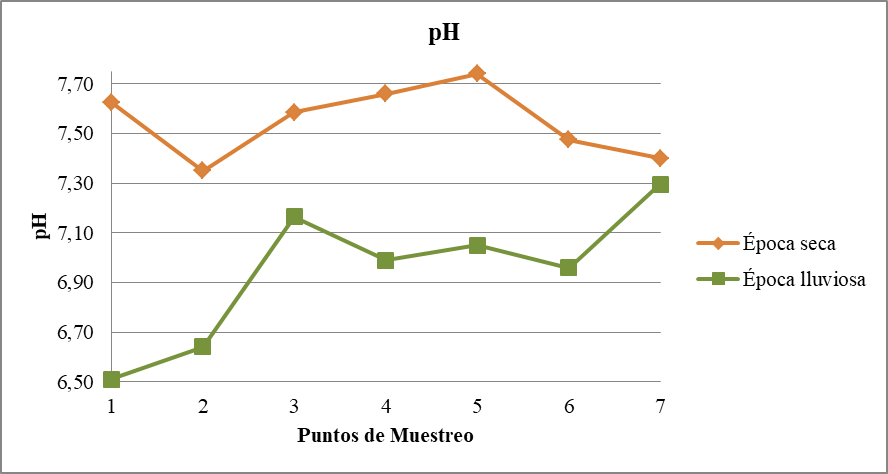 pH
7,70
7,50
7,30
7,10
6,90
6,70
6,50
pH
1 2 3 4 5 6 7
Puntos de Muestreo
Época seca
Época lluviosa